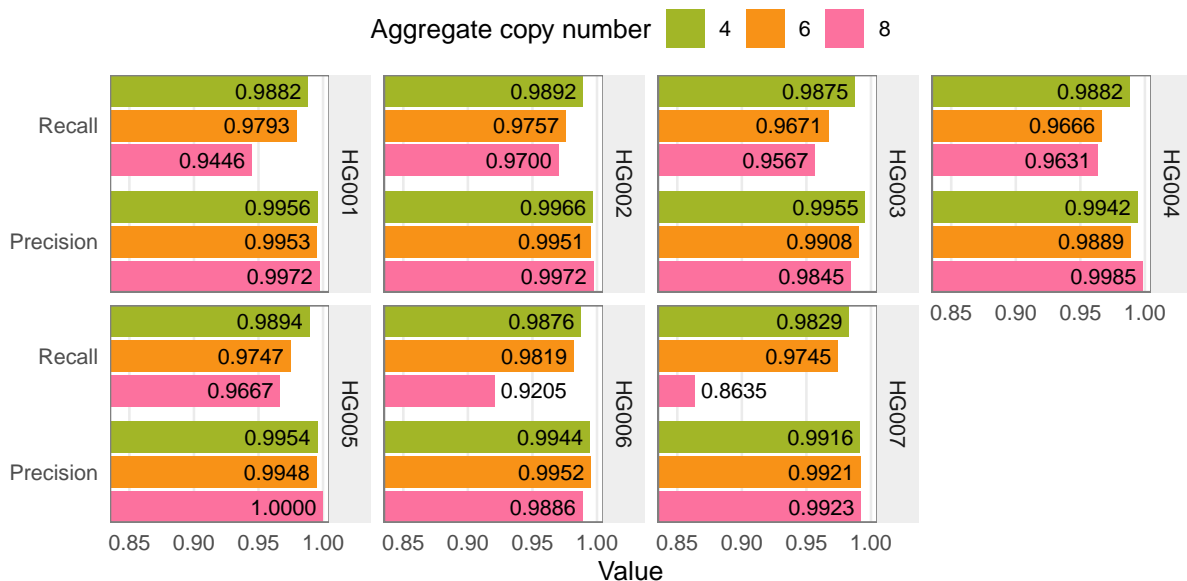 Aggregate copy number 4 6 8
Recall
0.9882
0.9793
0.9446
Precision
0.9956
0.9953
0.9972
HG001
0.9892
0.9757
0.9700
0.9966
0.9951
0.9972
HG002
0.9875
0.9671
0.9567
0.9955
0.9908
0.9845
HG003
0.9882
0.9666
0.9631
0.9942
0.9889
0.9985
HG004
0.85 0.90 0.95 1.00
Recall
0.9894
0.9747
0.9667
Precision
0.9954
0.9948
1.0000
HG005
0.85 0.90 0.95 1.00
0.9876
0.9819
0.9205
0.9944
0.9952
0.9886
HG006
0.85 0.90 0.95 1.00
0.9829
0.9745
0.8635
0.9916
0.9921
0.9923
HG007
0.85 0.90 0.95 1.00
Value